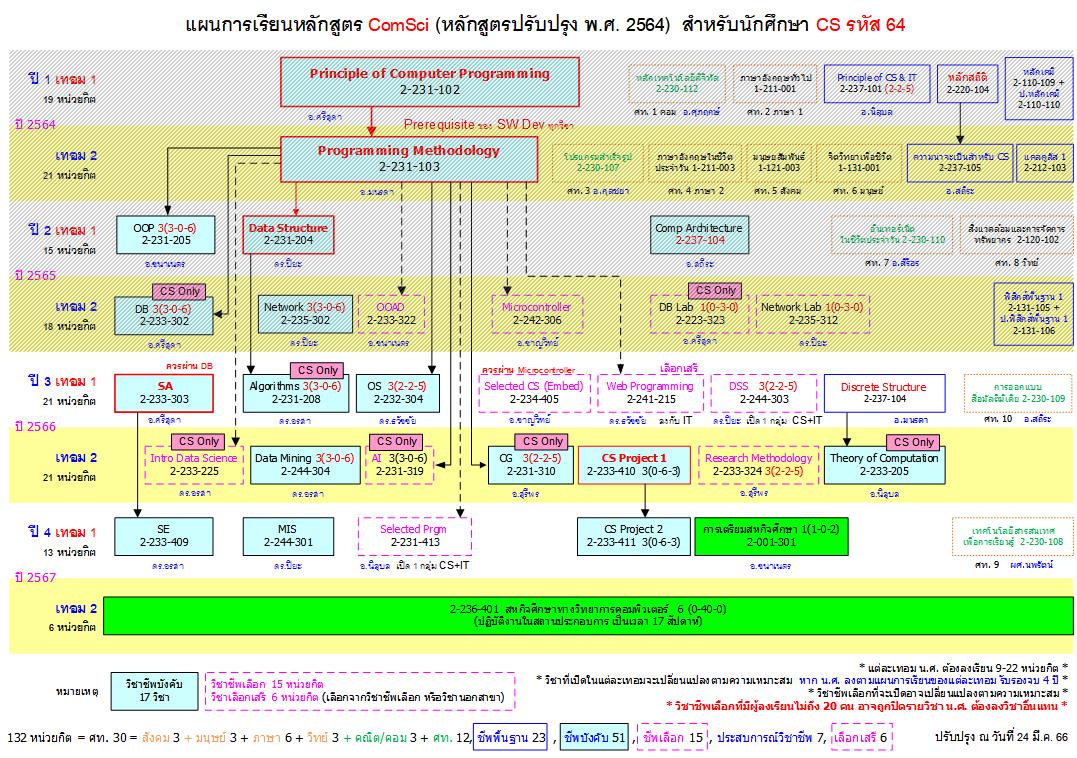 แผนการเรียนหลักสูตร ComSci (หลักสูตรปรับปรุง พ.ศ. 2564) สำหรับนักศึกษา CS รหัส 64
ปี 1 เทอม 1
19 หน่วยกิต
Principle of Computer Programming
2-231-102
อ.ศรีสุดา
หลักเทคโนโลยีดิจิทัล
2-230-112
ศท. 1 คอม อ.ศุภฤกษ์
ภาษาอังกฤษทั่วไป
1-211-001
ศท. 2 ภาษา 1
Principle of CS & IT
2-237-101 (2-2-5)
อ.นิสุบล
หลักสถิติ
2-220-104
หลักเคมี
2-110-109 +
ป.หลักเคมี
2-110-110
ปี 2564
Prerequisite ของ SW Dev ทุกวิชา
เทอม 2
21 หน่วยกิต
Programming Methodology
2-231-103
อ.มนรดา
โปรแกรมสำเร็จรูป
2-230-107
ศท. 3 อ.กุลชยา
ภาษาอังกฤษในชีวิต
ประจำวัน 1-211-003
ศท. 4 ภาษา 2
มนุษยสัมพันธ์
1-121-003
ศท. 5 สังคม
จิตวิทยาเพื่อชีวิต
1-131-001
ศท. 6 มนุษย์
ความน่าจะเป็นสำหรับ CS
2-237-105
อ.สถิระ
แคลคูลัส 1
2-212-103
ปี 2 เทอม 1
15 หน่วยกิต
OOP 3(3-0-6)
2-231-205
อ.ขนาเนตร
Data Structure
2-231-204
ดร.ปิยะ
Comp Architecture
2-237-104
อ.สถิระ
อินเทอร์เน็ต
ในชีวิตประจำวัน 2-230-110
ศท. 7 อ.ศิริอร
สิ่งแวดล้อมและการจัดการ
ทรัพยากร 2-120-102
ศท. 8 วิทย์
ปี 2565
เทอม 2
18 หน่วยกิต
CS Only
DB 3(3-0-6)
2-233-302
อ.ศรีสุดา
Network 3(3-0-6)
2-235-302
ดร.ปิยะ
OOAD
2-233-322
อ.ขนาเนตร
Microcontroller
2-242-306
อ.ชาญวิทย์
CS Only
DB Lab 1(0-3-0)
2-223-323
อ.ศรีสุดา
Network Lab 1(0-3-0)
2-235-312
ดร.ปิยะ
ฟิสิกส์พื้นฐาน 1
2-131-105 +
ป.ฟิสิกส์พื้นฐาน 1
2-131-106
ปี 3 เทอม 1
21 หน่วยกิต
ควรผ่าน DB
SA
2-233-303
อ.ศรีสุดา
CS Only
Algorithms 3(3-0-6)
2-231-208
ดร.อรสา
OS 3(2-2-5)
2-232-304
ดร.ธวัชชัย
ควรผ่าน Microcontroller
Selected CS (Embed)
2-234-405
อ.ชาญวิทย์
เลือกเสรี
Web Programming
2-241-215
ดร.ธวัชชัย ลงกับ IT
DSS 3(2-2-5)
2-244-303
ดร.ปิยะ เปิด 1 กลุ่ม CS+IT
Discrete Structure
2-237-104
อ.มนรดา
การออกแบบ
สื่อมัลติมีเดีย 2-230-109
ศท. 10 อ.สถิระ
ปี 2566
เทอม 2
21 หน่วยกิต
CS Only
Intro Data Science
2-233-225
ดร.อรสา
Data Mining 3(3-0-6)
2-244-304
ดร.อรสา
CS Only
AI 3(3-0-6)
2-231-319
CS Only
CG 3(2-2-5)
2-231-310
อ.สุรีพร
CS Project 1
2-233-410 3(0-6-3)
Research Methodology
2-233-324 3(2-2-5)
อ.สุรีพร
CS Only
Theory of Computation
2-233-205
อ.นิสุบล
ปี 4 เทอม 1
13 หน่วยกิต
SE
2-233-409
ดร.อรสา
MIS
2-244-301
ดร.ปิยะ
Selected Prgm
2-231-413
อ.นิสุบล เปิด 1 กลุ่ม CS+IT
CS Project 2
2-233-411 3(0-6-3)
การเตรียมสหกิจศึกษา 1(1-0-2)
2-001-301
อ.ขนาเนตร
เทคโนโลยีสารสนเทศ
เพื่อการเรียนรู้ 2-230-108
ศท. 9 ผศ.นพรัตน์
ปี 2567
เทอม 2
6 หน่วยกิต
2-236-401 สหกิจศึกษาทางวิทยาการคอมพิวเตอร์ 6 (0-40-0)
(ปฏิบัติงานในสถานประกอบการ เป็นเวลา 17 สัปดาห์)
หมายเหตุ
วิชาชีพบังคับ
17 วิชา
วิชาชีพเลือก 15 หน่วยกิต
วิชาเลือกเสรี 6 หน่วยกิต (เลือกจากวิชาชีพเลือก หรือวิชานอกสาขา)
* แต่ละเทอม น.ศ. ต้องลงเรียน 9-22 หน่วยกิต *
* วิชาที่เปิดในแต่ละเทอมจะเปลี่ยนแปลงตามความเหมาะสม หาก น.ศ. ลงตามแผนการเรียนของแต่ละเทอม รับรองจบ 4 ปี *
* วิชาชีพเลือกที่จะเปิดอาจเปลี่ยนแปลงตามความเหมาะสม *
* วิชาชีพเลือกที่มีผู้ลงเรียนไม่ถึง 20 คน อาจถูกปิดรายวิชา น.ศ. ต้องลงวิชาอื่นแทน *
132 หน่วยกิต = ศท. 30 = สังคม 3 + มนุษย์ 3 + ภาษา 6 + วิทย์ 3 + คณิต/คอม 3 + ศท. 12, ชีพพื้นฐาน 23 , ชีพบังคับ 51 , ชีพเลือก 15 , ประสบการณ์วิชาชีพ 7, เลือกเสรี 6
ปรับปรุง ณ วันที่ 24 มี.ค. 66